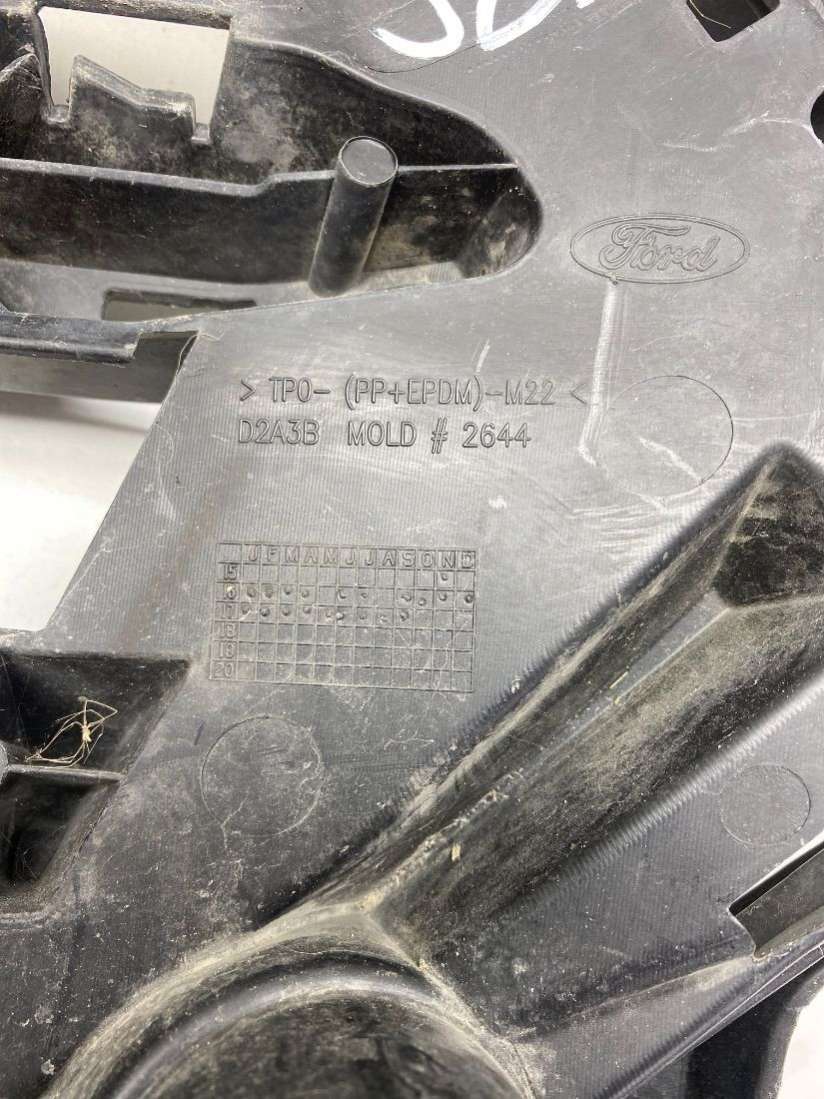 Ford
> TPO- (PP+EPDM)-M22 <
D2A3B MOLD # 2644
J F M A M J J A S O N D
15
16
17
18
19
20